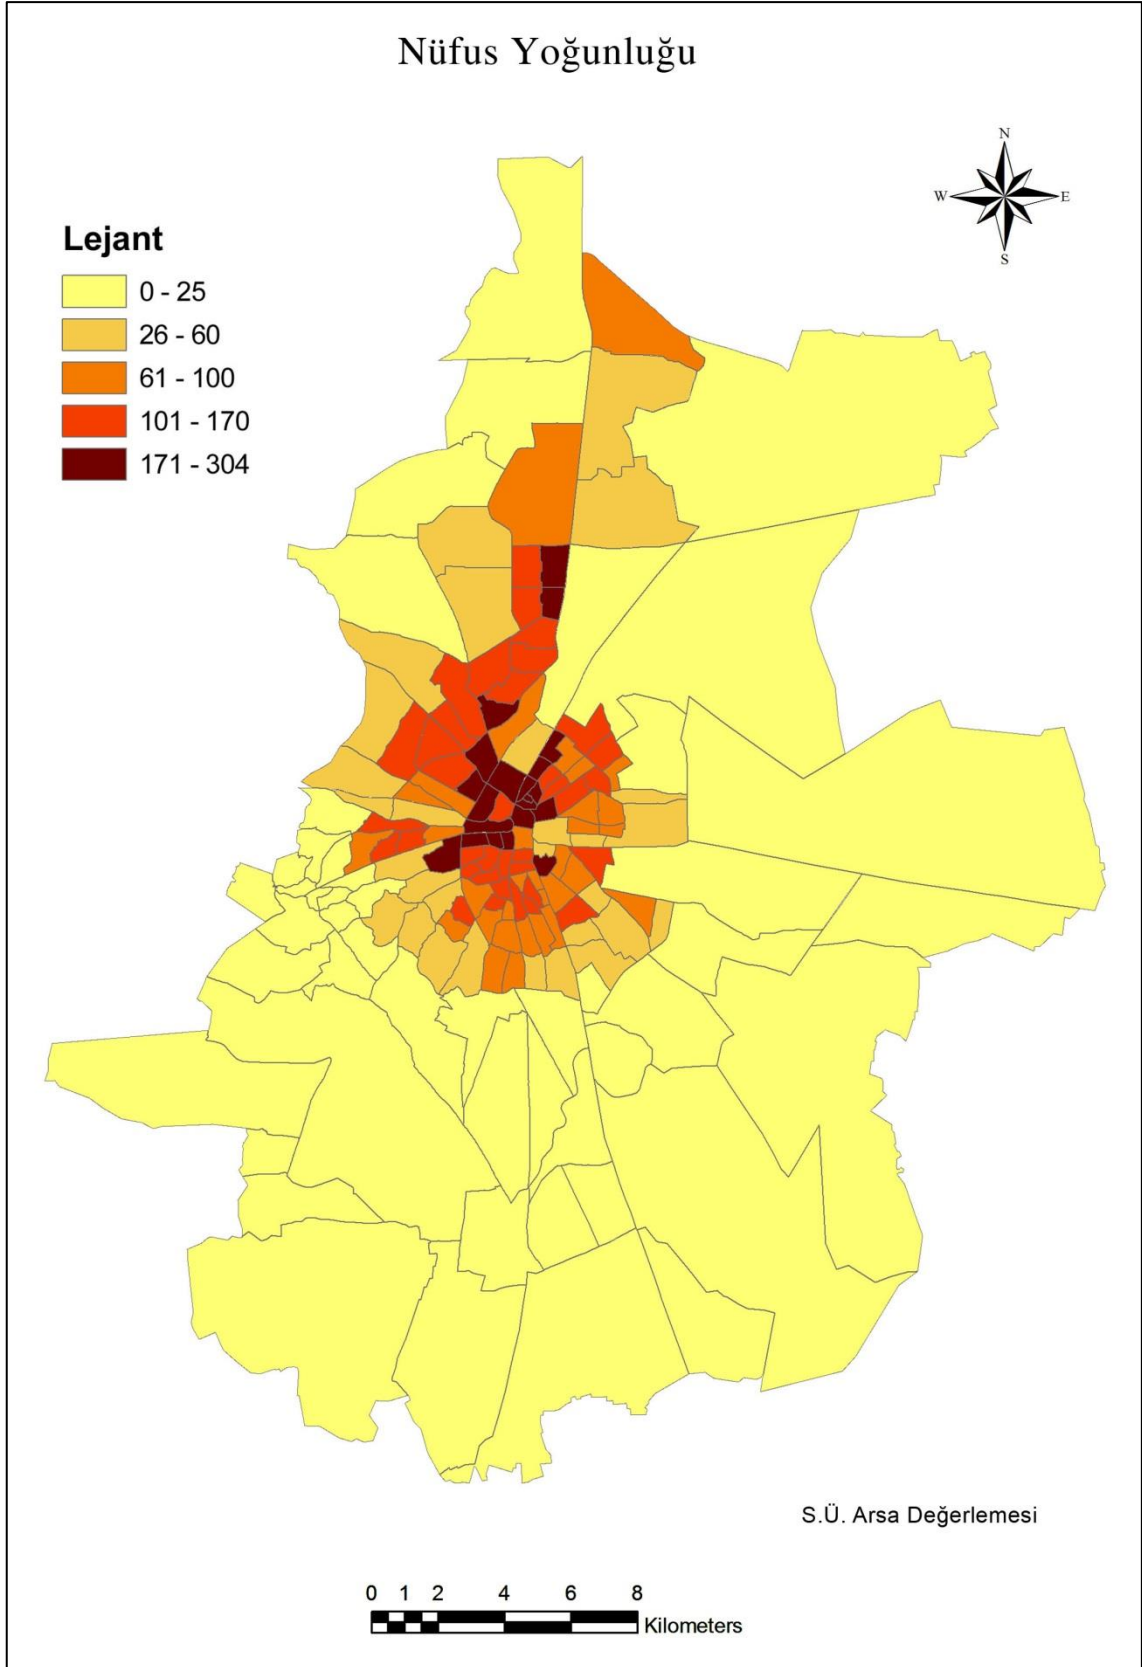 Nüfus Yoğunluğu
N
W
E
S
Lejant
0 - 25
26 - 60
61 - 100
101 - 170
171 - 304
S.Ü. Arsa Değerlemesi
0 1 2 4 6 8
Kilometers